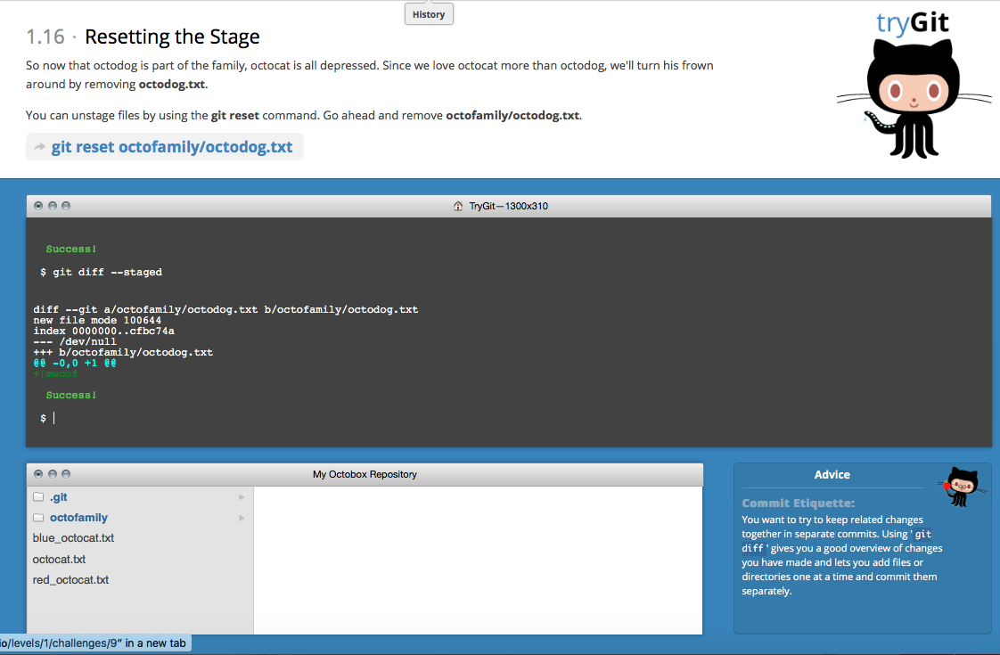 History
tryGit
1.16 · Resetting the Stage
So now that octodog is part of the family, octocat is all depressed. Since we love octocat more than octodog, we'll turn his frown
around by removing octodog.txt.
You can unstage files by using the git reset command. Go ahead and remove octofamily/octodog.txt.
git reset octofamily/octodog.txt
TryGit—1300x310
Success!
$ git diff --staged
diff --git a/octofamily/octodog.txt b/octofamily/octodog.txt
new file mode 100644
index 0000000..cfbc74a
--- /dev/null
+++ b/octofamily/octodog.txt
@@ -0,0 +1 @@
+[mwoof
Success!
$
My Octobox Repository
.git
octofamily
blue_octocat.txt
octocat.txt
red_octocat.txt
Advice
Commit Etiquette:
You want to try to keep related changes
together in separate commits. Using 'git
diff' gives you a good overview of changes
you have made and lets you add files or
directories one at a time and commit them
separately.
io/levels/1/challenges/9" in a new tab